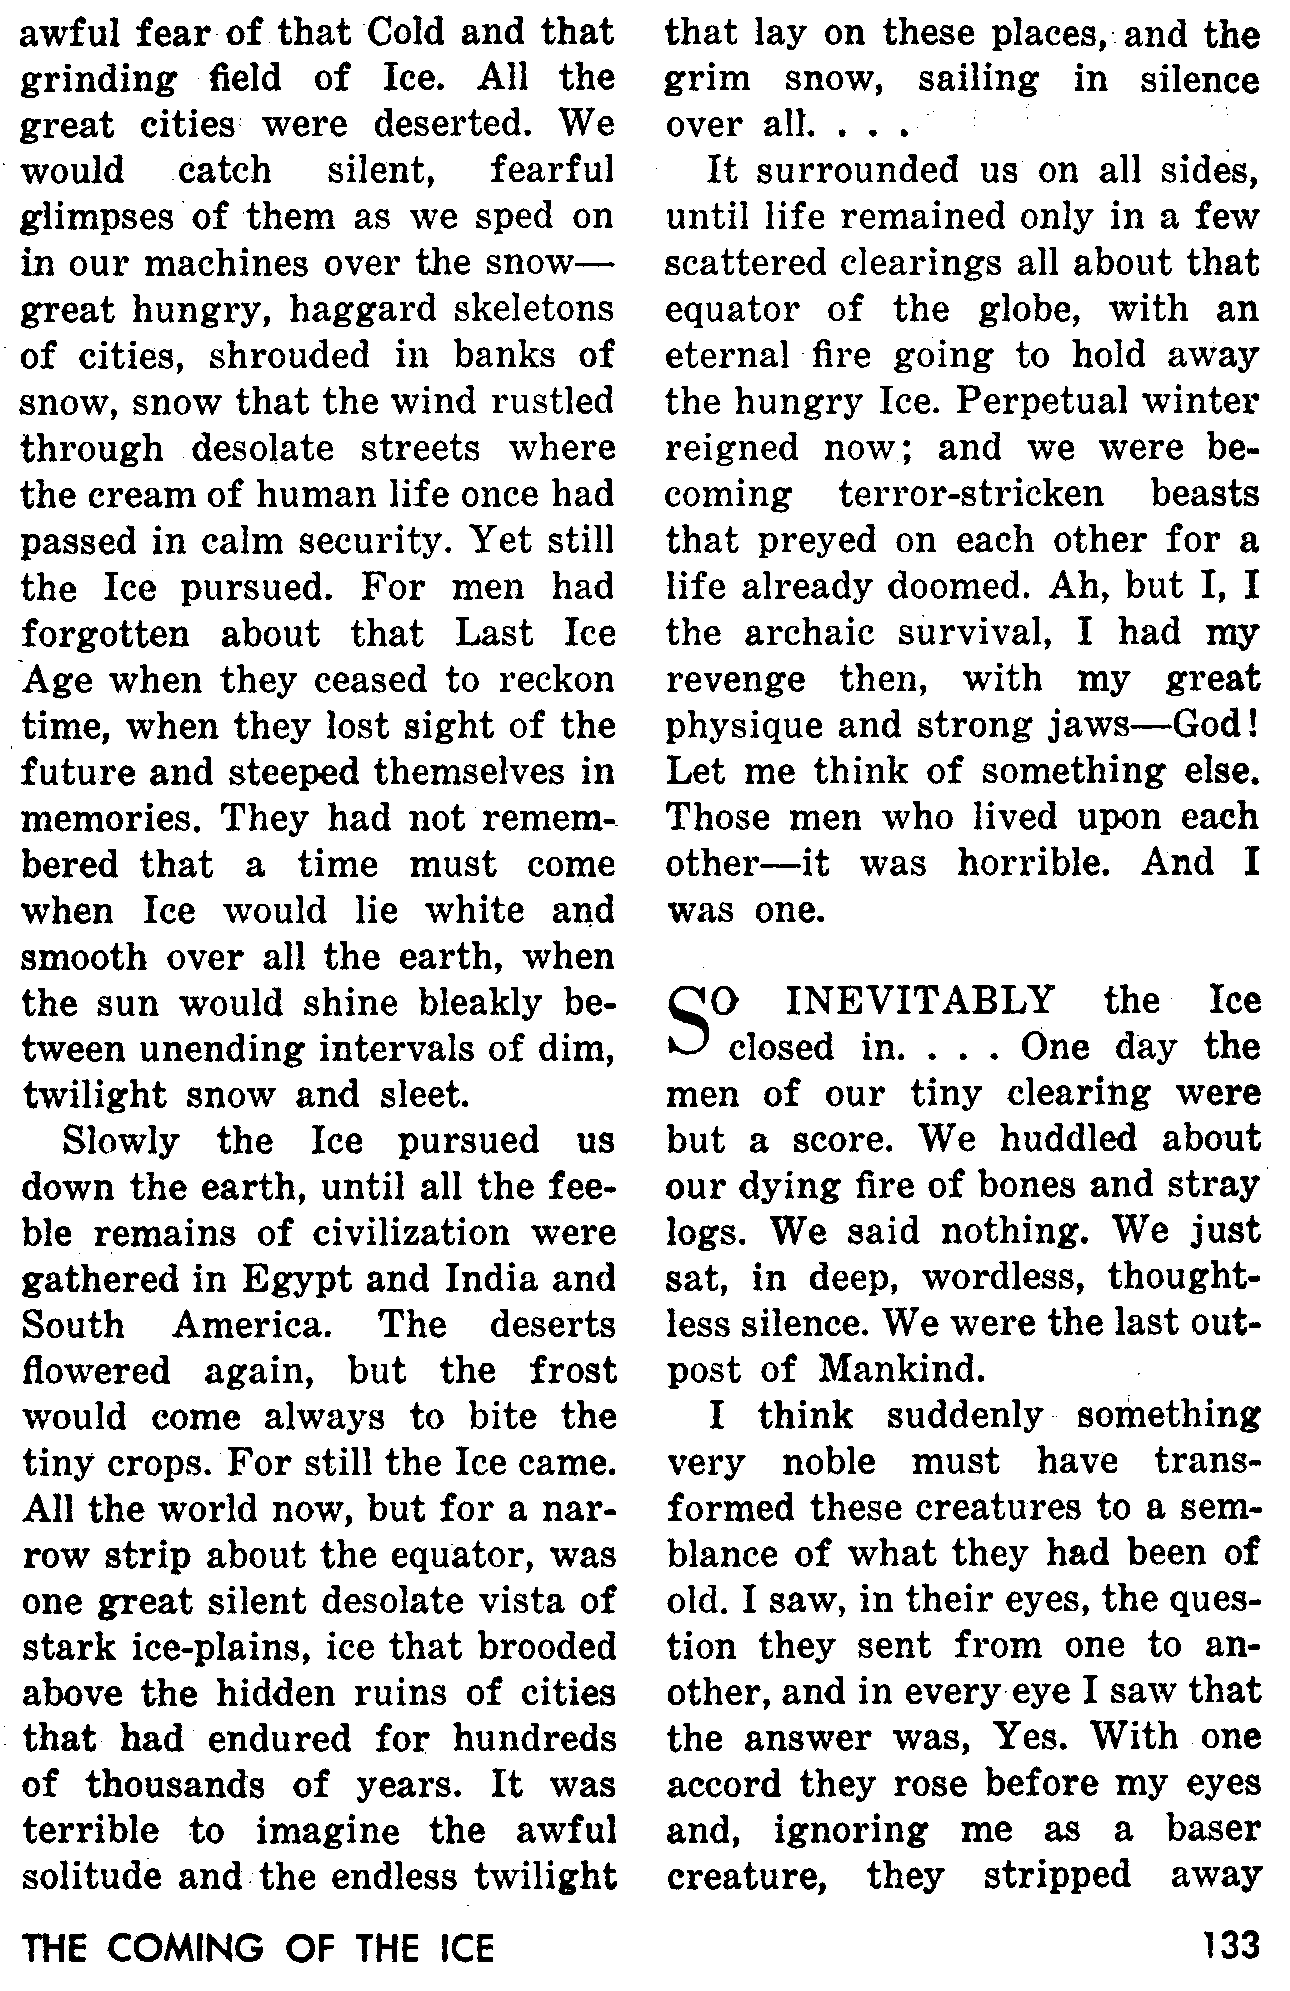 awful fear of that Cold and that
grinding field of Ice. All the
great cities were deserted. We
would catch silent, fearful
glimpses of them as we sped on
in our machines over the snow—
great hungry, haggard skeletons
of cities, shrouded in banks of
snow, snow that the wind rustled
through desolate streets where
the cream of human life once had
passed in calm security. Yet still
the Ice pursued. For men had
forgotten about that Last Ice
Age when they ceased to reckon
time, when they lost sight of the
future and steeped themselves in
memories. They had not remem-
bered that a time must come
when Ice would lie white and
smooth over all the earth, when
the sun would shine bleakly be-
tween unending intervals of dim,
twilight snow and sleet.
Slowly the Ice pursued us
down the earth, until all the fee-
ble remains of civilization were
gathered in Egypt and India and
South America. The deserts
flowered again, but the frost
would come always to bite the
tiny crops. For still the Ice came.
All the world now, but for a nar-
row strip about the equator, was
one great silent desolate vista of
stark ice-plains, ice that brooded
above the hidden ruins of cities
that had endured for hundreds
of thousands of years. It was
terrible to imagine the awful
solitude and the endless twilight
that lay on these places, and the
grim snow, sailing in silence
over all. . . .
It surrounded us on all sides,
until life remained only in a few
scattered clearings all about that
equator of the globe, with an
eternal fire going to hold away
the hungry Ice. Perpetual winter
reigned now; and we were be-
coming terror-stricken beasts
that preyed on each other for a
life already doomed. Ah, but I, I
the archaic survival, I had my
revenge then, with my great
physique and strong jaws—God!
Let me think of something else.
Those men who lived upon each
other—it was horrible. And I
was one.
SO INEVITABLY the Ice
closed in. . . . One day the
men of our tiny clearing were
but a score. We huddled about
our dying fire of bones and stray
logs. We said nothing. We just
sat, in deep, wordless, thought-
less silence. We were the last out-
post of Mankind.
I think suddenly something
very noble must have trans-
formed these creatures to a sem-
blance of what they had been of
old. I saw, in their eyes, the ques-
tion they sent from one to an-
other, and in every eye I saw that
the answer was, Yes. With one
accord they rose before my eyes
and, ignoring me as a baser
creature, they stripped away
THE COMING OF THE ICE 133